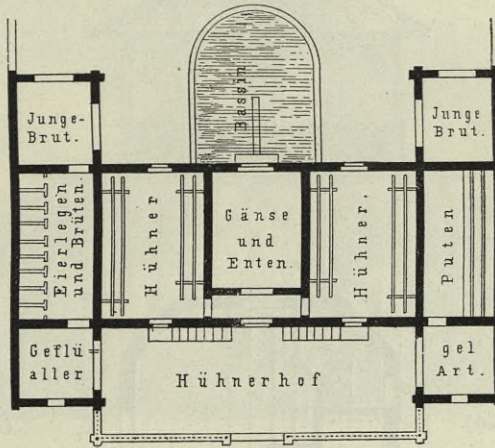 Bassin
Junge-
Brut.
Junge
Brut.
Eierlegen
und Brüten.
Hühner
Gänse
und
Enten.
Hühner.
Puten
Geflü
aller
gel
Art.
Hühnerhof